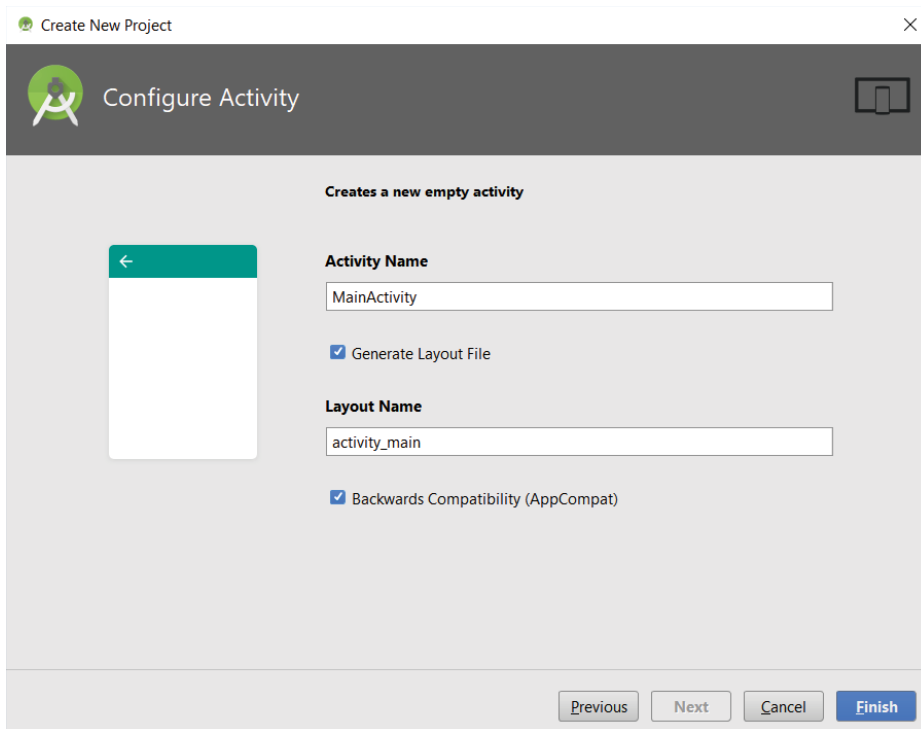 Create New Project
Configure Activity
Creates a new empty activity
Activity Name
MainActivity
Generate Layout File
Layout Name
activity_main
Backwards Compatibility (AppCompat)
Previous Next Cancel Finish